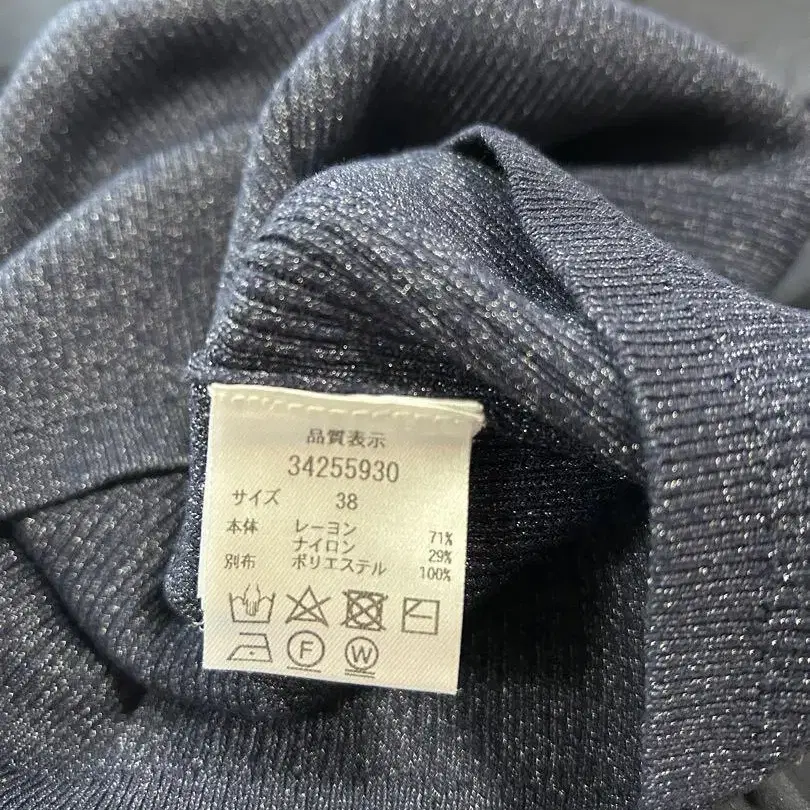 品質表示
34255930
サイズ 38
本体 レーヨン 71%
ナイロン 29%
別布 ポリエステル 100%
F W